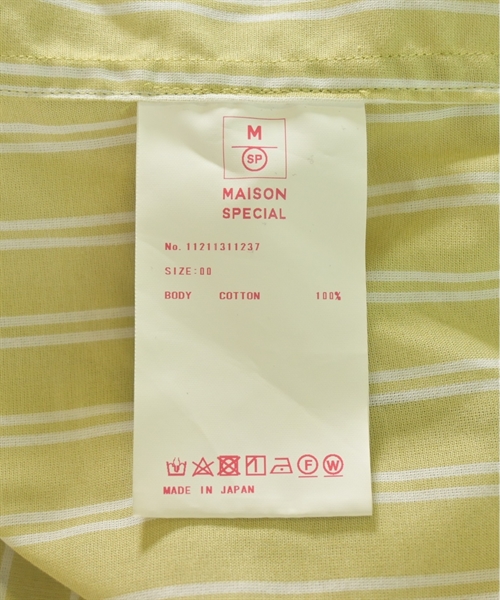 M
SP
MAISON
SPECIAL
No. 11211311237
SIZE:00
BODY COTTON 100%
F W
MADE IN JAPAN